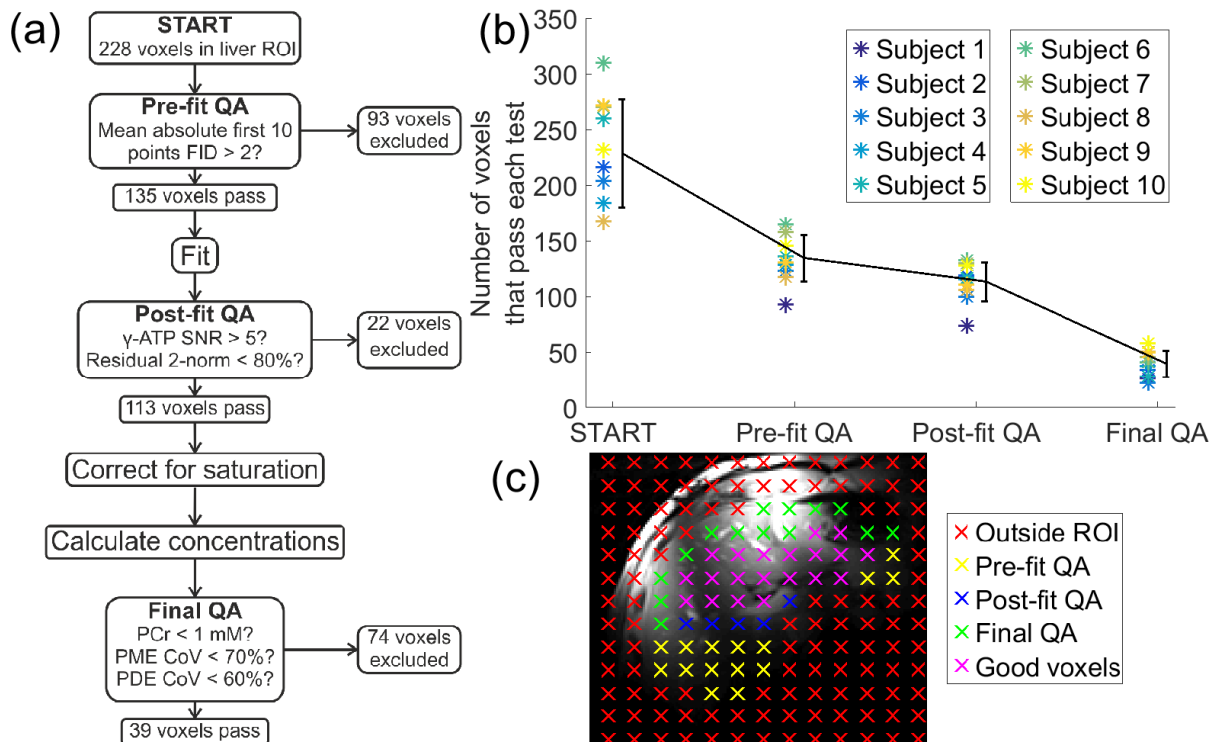 (a)
START
228 voxels in liver ROI
Pre-fit QA
Mean absolute first 10
points FID > 2?
93 voxels
excluded
135 voxels pass
Fit
Post-fit QA
γ-ATP SNR > 5?
Residual 2-norm < 80%?
22 voxels
excluded
113 voxels pass
Correct for saturation
Calculate concentrations
Final QA
PCr < 1 mM?
PME CoV < 70%?
PDE CoV < 60%?
74 voxels
excluded
39 voxels pass
(b)
Number of voxels
that pass each test
350
300
250
200
150
100
50
0
START
Pre-fit QA
Post-fit QA
Final QA
Subject 1
Subject 2
Subject 3
Subject 4
Subject 5
Subject 6
Subject 7
Subject 8
Subject 9
Subject 10
(c)
Outside ROI
Pre-fit QA
Post-fit QA
Final QA
Good voxels